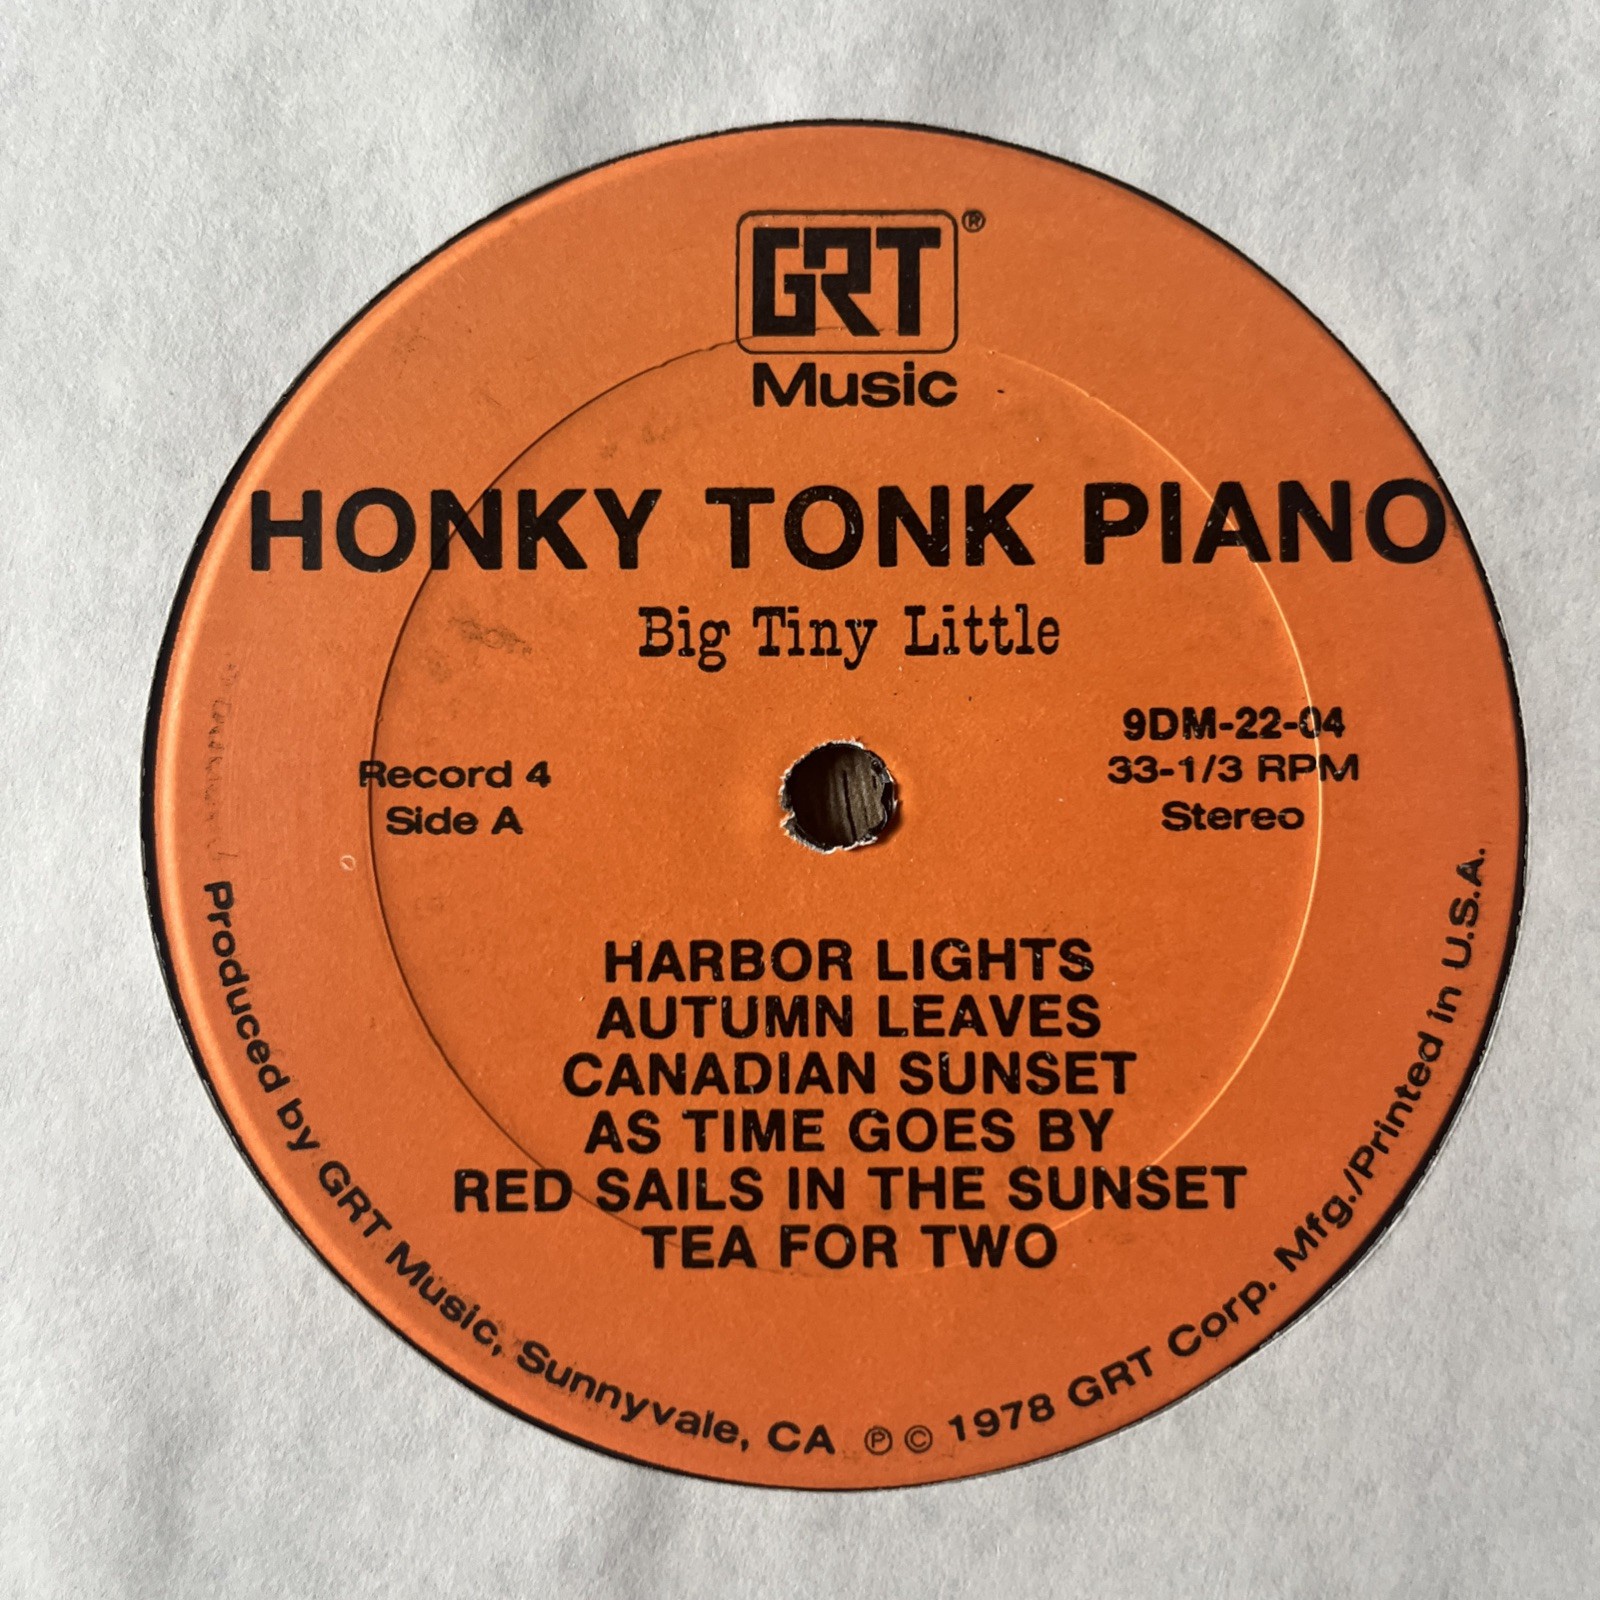 GRT®
Music
HONKY TONK PIANO
Big Tiny Little
Record 4
Side A
9DM-22-04
33-1/3 RPM
Stereo
HARBOR LIGHTS
AUTUMN LEAVES
CANADIAN SUNSET
AS TIME GOES BY
RED SAILS IN THE SUNSET
TEA FOR TWO
Produced by GRT Music, Sunnyvale, CA ℗ © 1978 GRT Corp. Mfg./Printed in U.S.A.